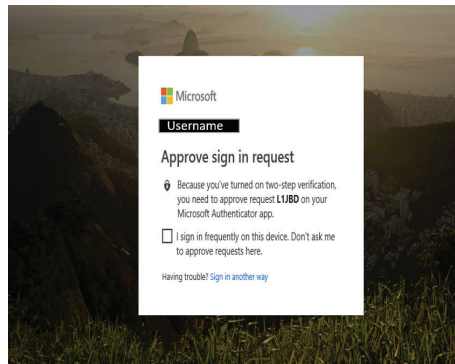 Microsoft
Username
Approve sign in request
Because you've turned on two-step verification,
you need to approve request L1JBD on your
Microsoft Authenticator app.
I sign in frequently on this device. Don't ask me
to approve requests here.
Having trouble? Sign in another way